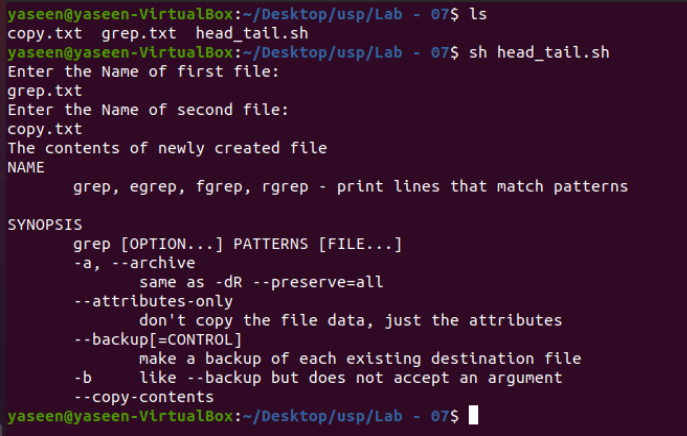 yaseen@yaseen-VirtualBox:~/Desktop/usp/Lab - 07$ ls
copy.txt  grep.txt  head_tail.sh
yaseen@yaseen-VirtualBox:~/Desktop/usp/Lab - 07$ sh head_tail.sh
Enter the Name of first file:
grep.txt
Enter the Name of second file:
copy.txt
The contents of newly created file
NAME
       grep, egrep, fgrep, rgrep - print lines that match patterns

SYNOPSIS
       grep [OPTION...] PATTERNS [FILE...]
       -a, --archive
              same as -dR --preserve=all
       --attributes-only
              don't copy the file data, just the attributes
       --backup[=CONTROL]
              make a backup of each existing destination file
       -b     like --backup but does not accept an argument
       --copy-contents
yaseen@yaseen-VirtualBox:~/Desktop/usp/Lab - 07$